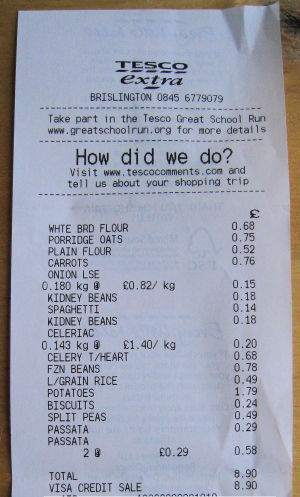 TESCO
extra
BRISLINGTON 0845 6779079
Take part in the Tesco Great School Run
www.greatschoolrun.org for more details
How did we do?
Visit www.tescocomments.com and
tell us about your shopping trip
£
WHTE BRD FLOUR 0.68
PORRIDGE OATS 0.75
PLAIN FLOUR 0.52
CARROTS 0.76
ONION LSE
0.180 kg @ £0.82/ kg 0.15
KIDNEY BEANS 0.18
SPAGHETTI 0.14
KIDNEY BEANS 0.18
CELERIAC
0.143 kg @ £1.40/ kg 0.20
CELERY T/HEART 0.68
FZN BEANS 0.78
L/GRAIN RICE 0.49
POTATOES 1.79
BISCUITS 0.24
SPLIT PEAS 0.49
PASSATA 0.29
PASSATA
2 @ £0.29 0.58
TOTAL 8.90
VISA CREDIT SALE 8.90